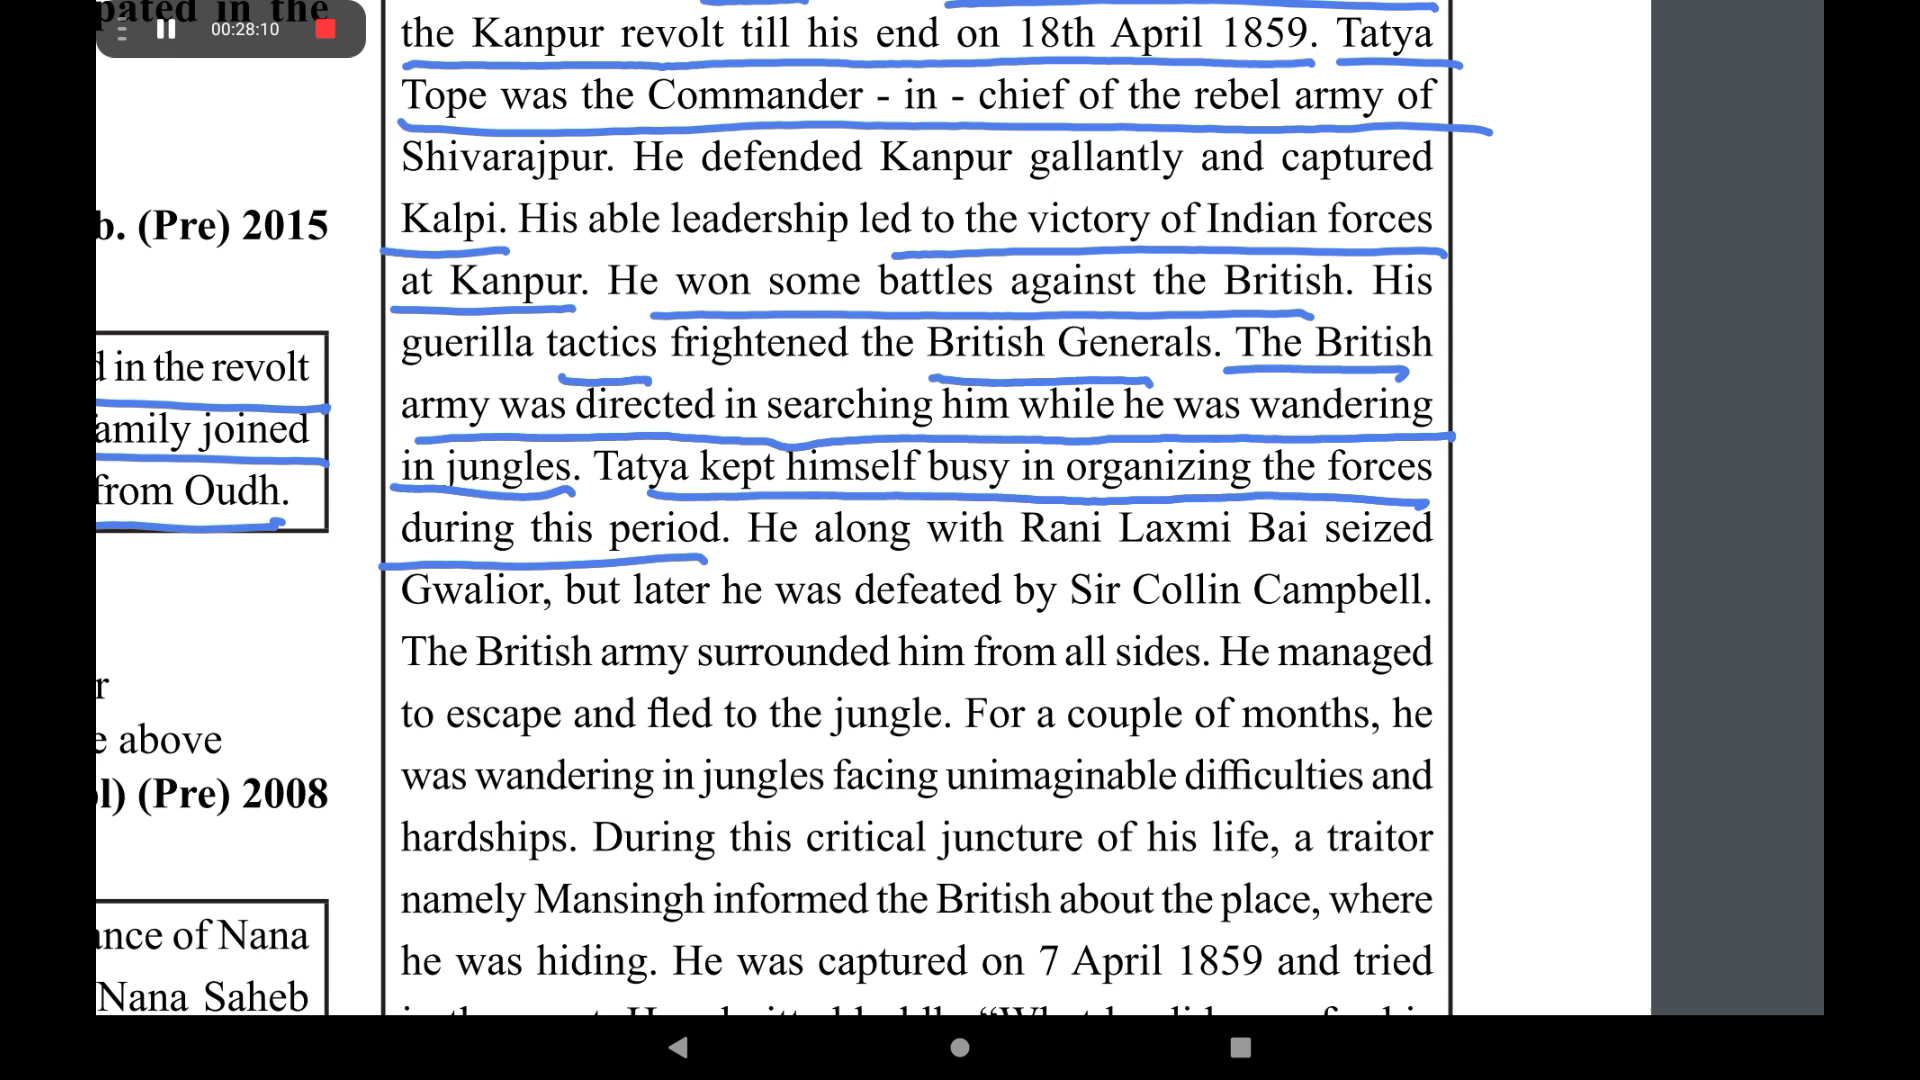 pated in the
00:28:10
b. (Pre) 2015
d in the revolt
amily joined
from Oudh.
r
e above
l) (Pre) 2008
ance of Nana
Nana Saheb
the Kanpur revolt till his end on 18th April 1859. Tatya
Tope was the Commander - in - chief of the rebel army of
Shivarajpur. He defended Kanpur gallantly and captured
Kalpi. His able leadership led to the victory of Indian forces
at Kanpur. He won some battles against the British. His
guerilla tactics frightened the British Generals. The British
army was directed in searching him while he was wandering
in jungles. Tatya kept himself busy in organizing the forces
during this period. He along with Rani Laxmi Bai seized
Gwalior, but later he was defeated by Sir Collin Campbell.
The British army surrounded him from all sides. He managed
to escape and fled to the jungle. For a couple of months, he
was wandering in jungles facing unimaginable difficulties and
hardships. During this critical juncture of his life, a traitor
namely Mansingh informed the British about the place, where
he was hiding. He was captured on 7 April 1859 and tried